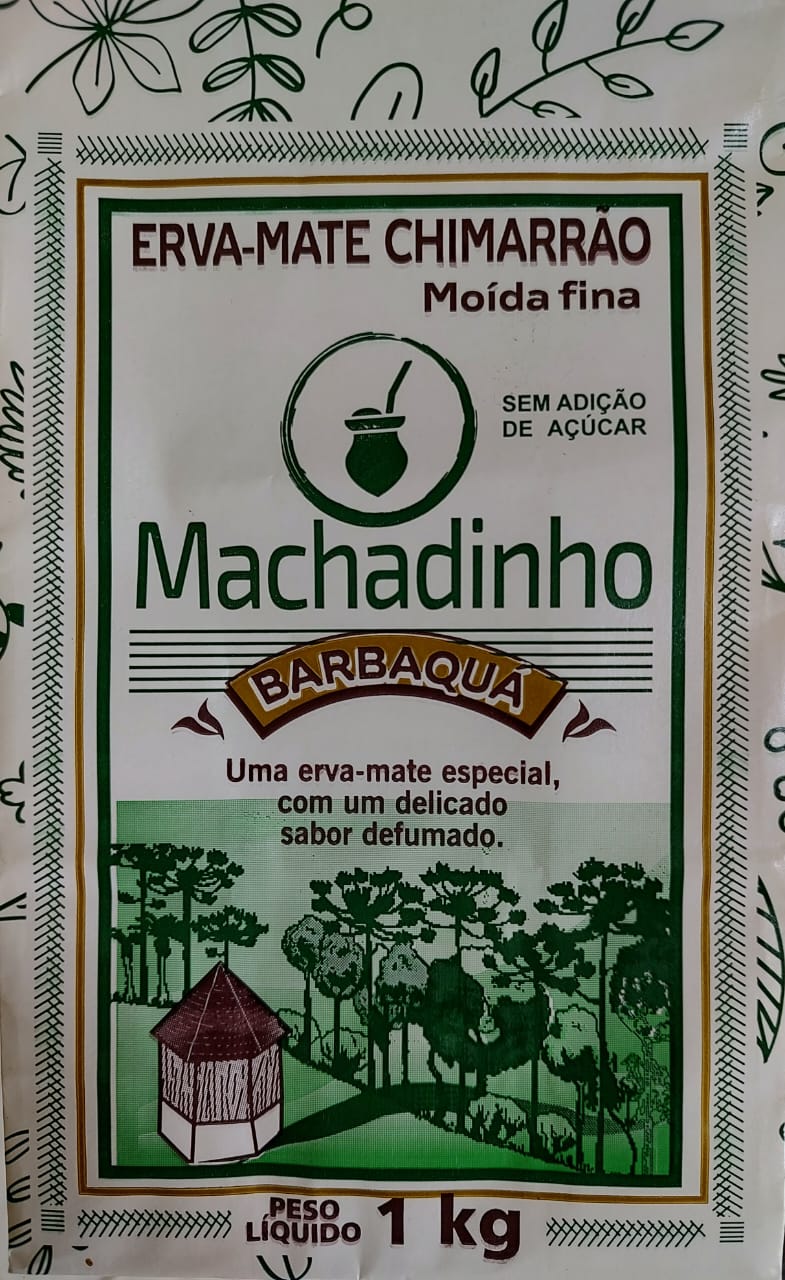 ERVA-MATE CHIMARRÃO
Moída fina
SEM ADIÇÃO
DE AÇÚCAR
Machadinho
BARBAQUÁ
Uma erva-mate especial,
com um delicado
sabor defumado.
PESO
LÍQUIDO 1 kg